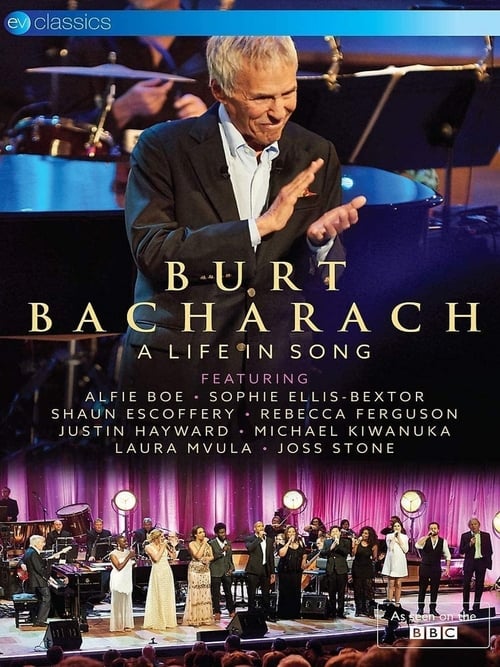 ev classics
BURT
BACHARACH
A LIFE IN SONG
FEATURING
ALFIE BOE • SOPHIE ELLIS-BEXTOR
SHAUN ESCOFFERY • REBECCA FERGUSON
JUSTIN HAYWARD • MICHAEL KIWANUKA
LAURA MVULA • JOSS STONE
As seen on the
BBC